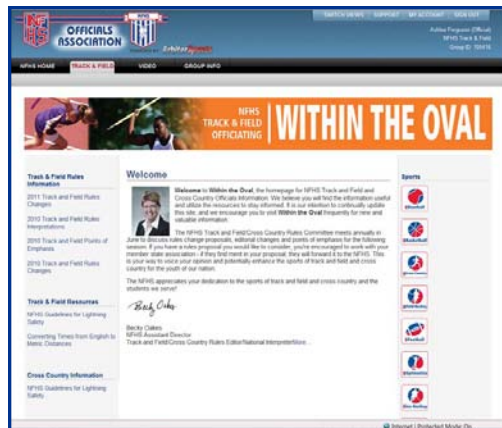 SWITCH VIEWS SUPPORT MY ACCOUNT SIGN OUT
NFHS
OFFICIALS
ASSOCIATION
NFHS
Ashlee Ferguson (Official)
NFHS Track & Field
Group ID:
NFHS HOME TRACK & FIELD VIDEO GROUP INFO
NFHS
TRACK & FIELD
OFFICIATING
WITHIN THE OVAL
Track & Field Rules
Information
2011 Track and Field Rules
Changes
2010 Track and Field Rules
Interpretations
2010 Track and Field Points of
Emphasis
2010 Track and Field Rules
Changes
Track & Field Resources
NFHS Guidelines for Lightning
Safety
Converting Times from English to
Metric Distances
Cross Country Information
NFHS Guidelines for Lightning
Safety
Welcome
Welcome to Within the Oval, the homepage for NFHS Track and Field and
Cross Country Officials Information. We believe you will find the information useful
and utilize the resources to stay informed. It is our intention to continually update
this site, and we encourage you to visit Within the Oval frequently for new and
valuable information.
The NFHS Track and Field/Cross Country Rules Committee meets annually in
June to discuss rules change proposals, editorial changes and points of emphasis for the following
season. If you have a rules proposal you would like to consider, you're encouraged to work with your
member state association - if they find merit in your proposal, they will forward it to the NFHS. This
is your way to voice your opinion and potentially enhance the sports of track and field and cross
country for the youth of our nation.
The NFHS appreciates your dedication to the sports of track and field and cross country and the
students we serve!
Becky Oakes
Becky Oakes
NFHS Assistant Director
Track and Field/Cross Country Rules Editor/National Interpreter More...
Sports
Baseball
Basketball
Football
Internet | Protected Mode: On